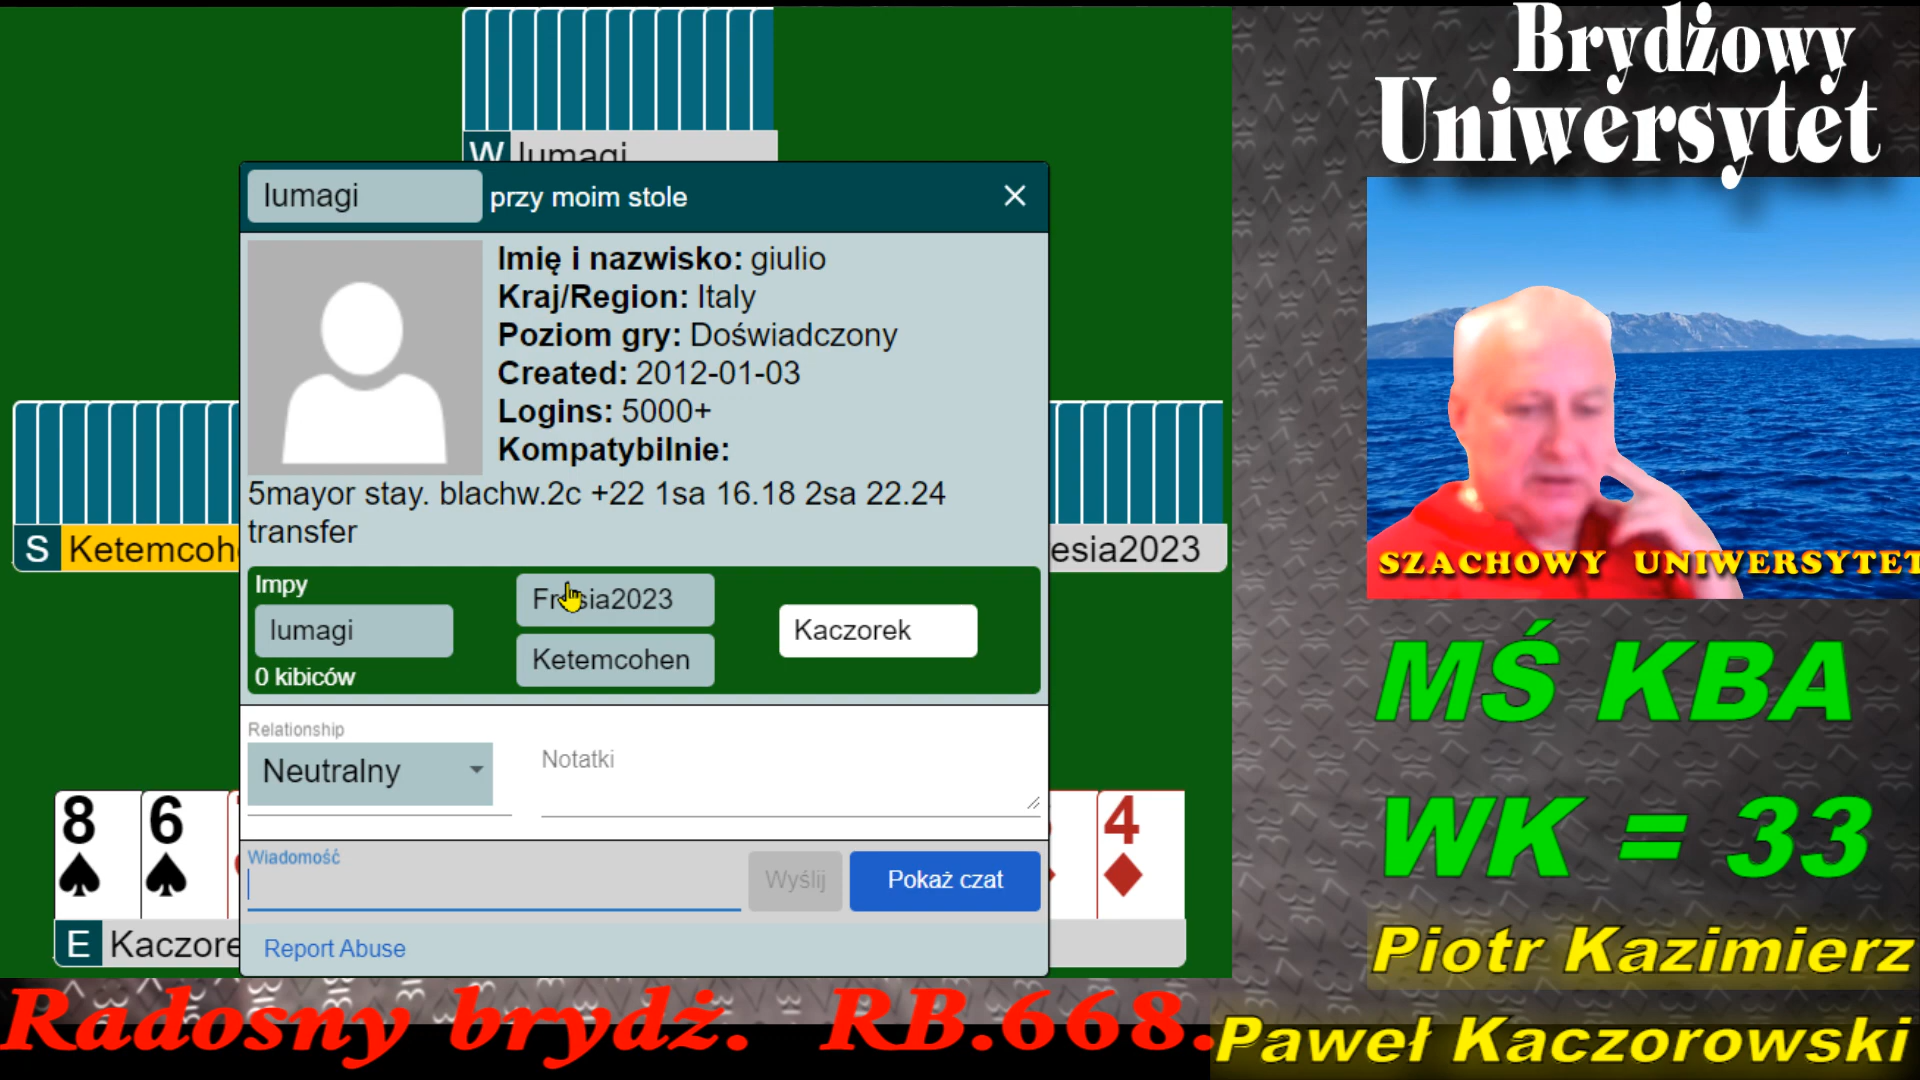 W lumagi
lumagi przy moim stole
Imię i nazwisko: giulio
Kraj/Region: Italy
Poziom gry: Doświadczony
Created: 2012-01-03
Logins: 5000+
Kompatybilnie:
5mayor stay. blachw.2c +22 1sa 16.18 2sa 22.24
transfer
S Ketemcoh
esia2023
Impy
lumagi
0 kibiców
Ketemcohen
Kaczorek
Relationship
Neutralny
Notatki
8 6 4
Wiadomość
Wyślij
Pokaż czat
E Kaczore
Report Abuse
Brydżowy
Uniwersytet
SZACHOWY UNIWERSYTET
MŚ KBA
WK = 33
Piotr Kazimierz
Paweł Kaczorowski
Radosny brydż. RB.668.